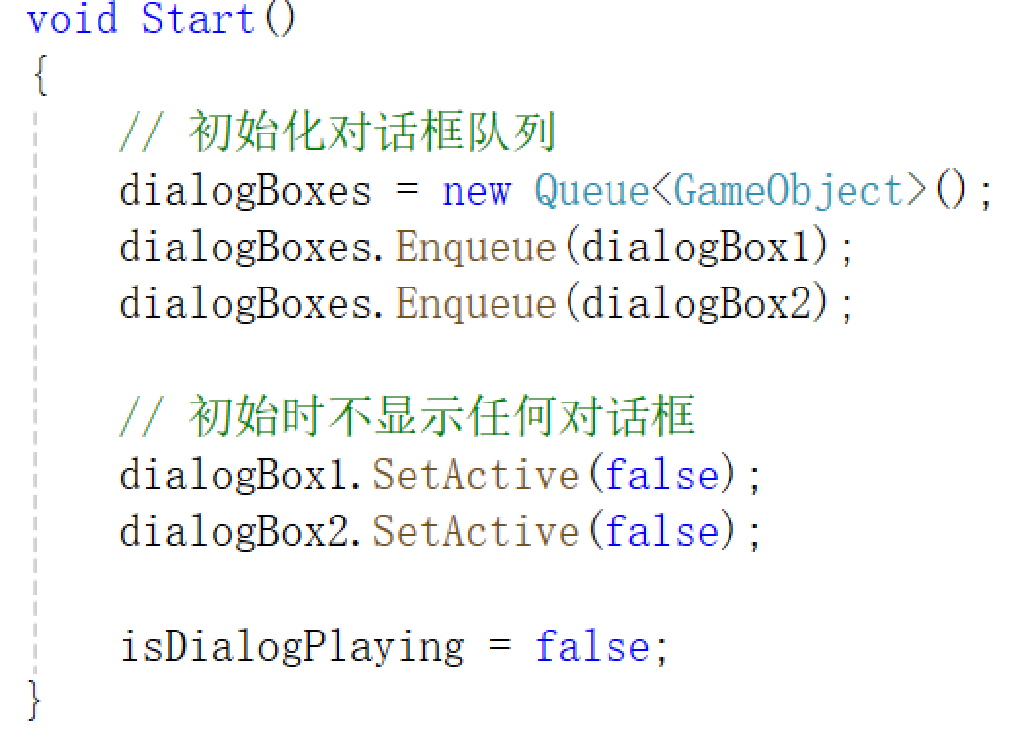 void Start()
{
// 初始化对话框队列
dialogBoxes = new Queue<GameObject>();
dialogBoxes.Enqueue(dialogBox1);
dialogBoxes.Enqueue(dialogBox2);
// 初始时不显示任何对话框
dialogBox1.SetActive(false);
dialogBox2.SetActive(false);
isDialogPlaying = false;
}